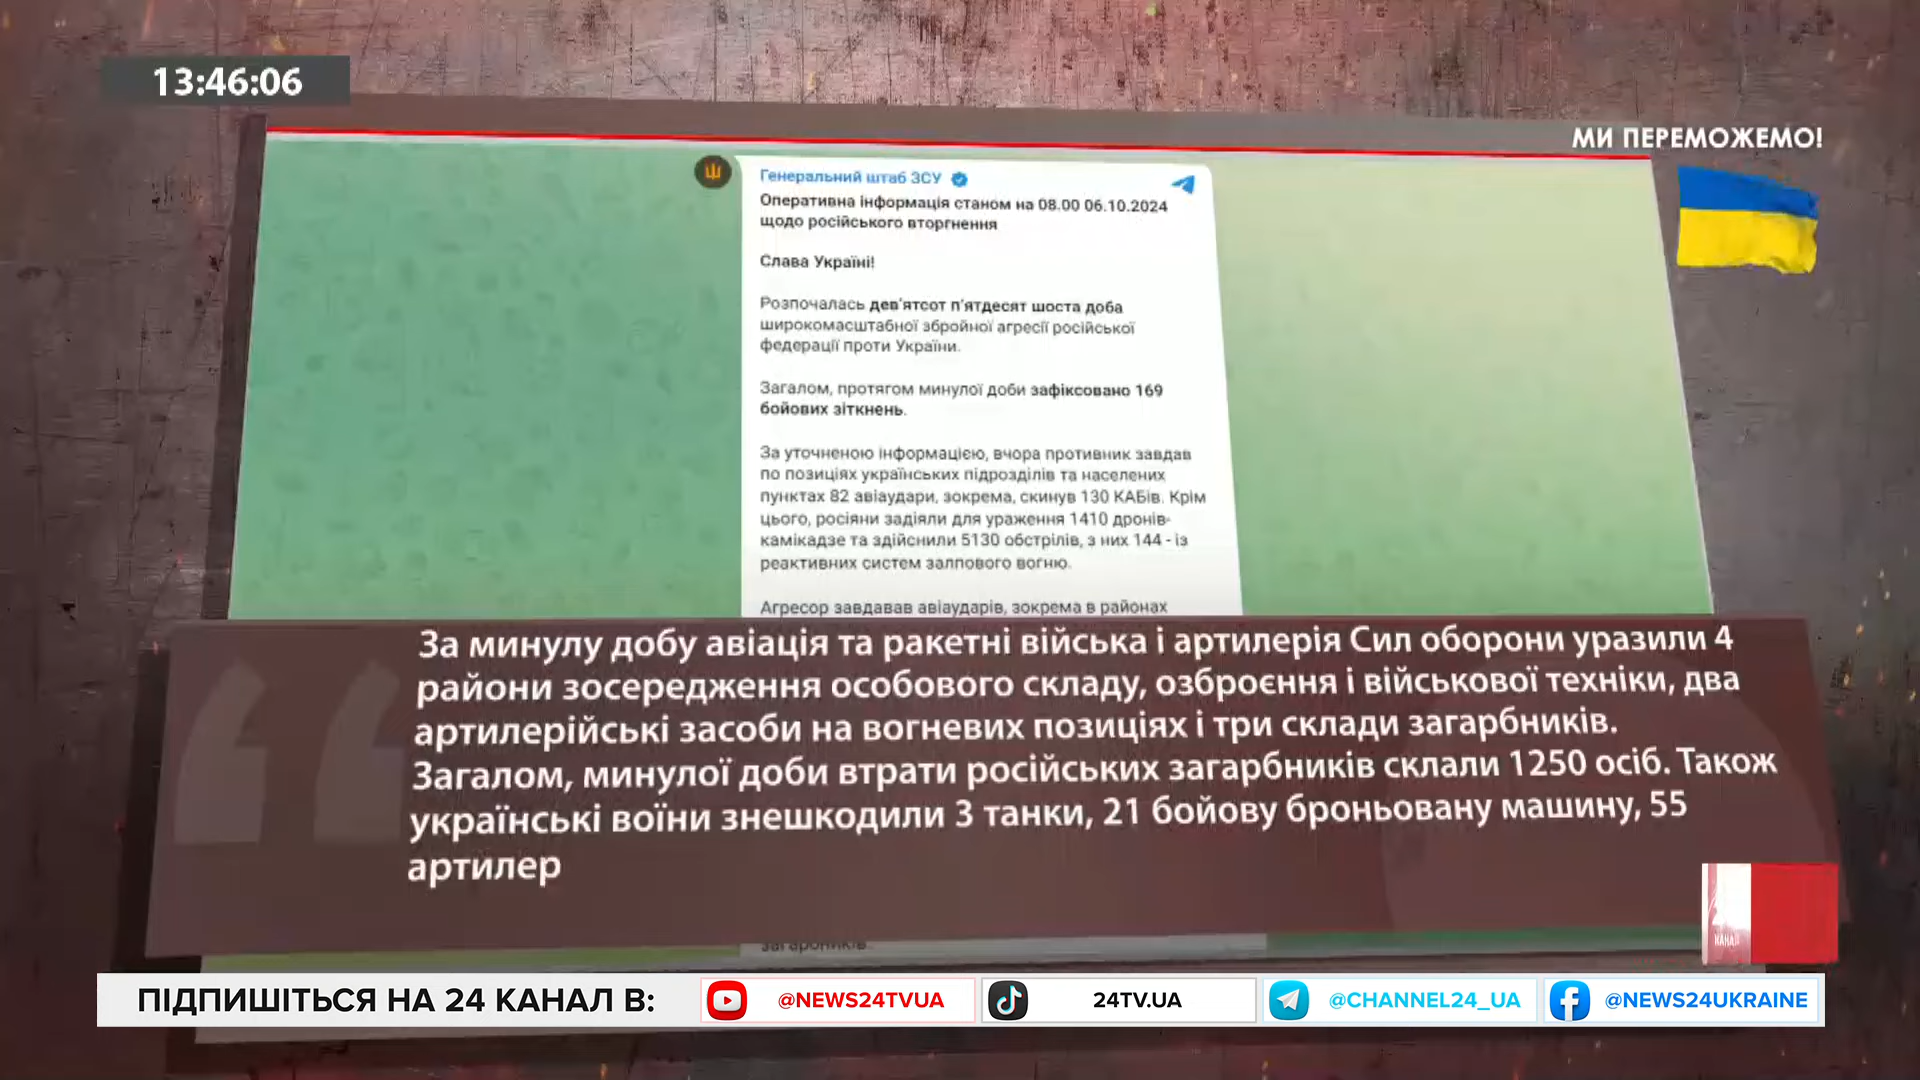 13:46:06
МИ ПЕРЕМОЖЕМО!
Генеральний штаб ЗСУ
Оперативна інформація станом на 08.00 06.10.2024
щодо російського вторгнення
Слава Україні!
Розпочалась дев'ятсот п'ятдесят шоста доба
широкомасштабної збройної агресії російської
федерації проти України.
Загалом, протягом минулої доби зафіксовано 169
бойових зіткнень.
За уточненою інформацією, вчора противник завдав
по позиціях українських підрозділів та населених
пунктах 82 авіаудари, зокрема, скинув 130 КАБів. Крім
цього, росіяни задіяли для ураження 1410 дронів-
камікадзе та здійснили 5130 обстрілів, з них 144 - із
реактивних систем залпового вогню.
Агресор завдавав авіаударів, зокрема в районах
За минулу добу авіація та ракетні війська і артилерія Сил оборони уразили 4
райони зосередження особового складу, озброєння і військової техніки, два
артилерійські засоби на вогневих позиціях і три склади загарбників.
Загалом, минулої доби втрати російських загарбників склали 1250 осіб. Також
українські воїни знешкодили 3 танки, 21 бойову броньовану машину, 55
артилер
загарбників.
КАНАЛ
ПІДПИШІТЬСЯ НА 24 КАНАЛ В:
@NEWS24TVUA
24TV.UA
@CHANNEL24_UA
@NEWS24UKRAINE